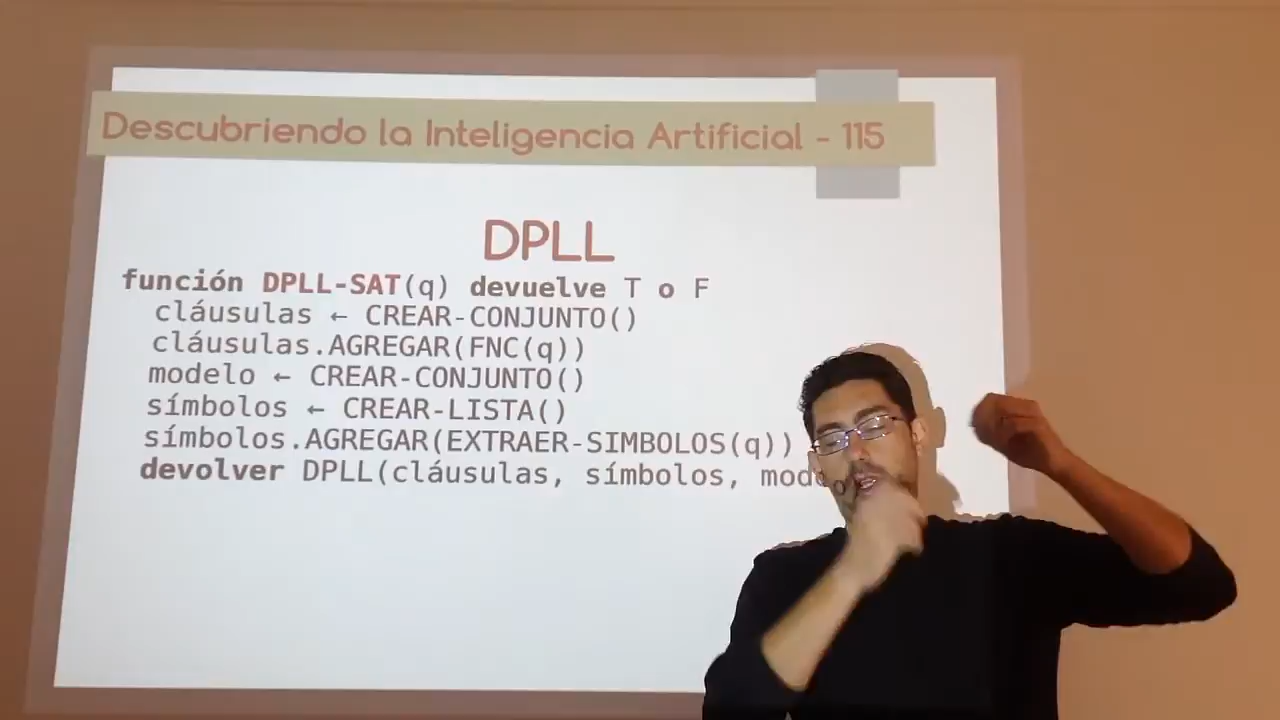 Descubriendo la Inteligencia Artificial - 115
DPLL
función DPLL-SAT(q) devuelve T o F
cláusulas ← CREAR-CONJUNTO()
cláusulas.AGREGAR(FNC(q))
modelo ← CREAR-CONJUNTO()
símbolos ← CREAR-LISTA()
símbolos.AGREGAR(EXTRAER-SIMBOLOS(q))
devolver DPLL(cláusulas, símbolos,